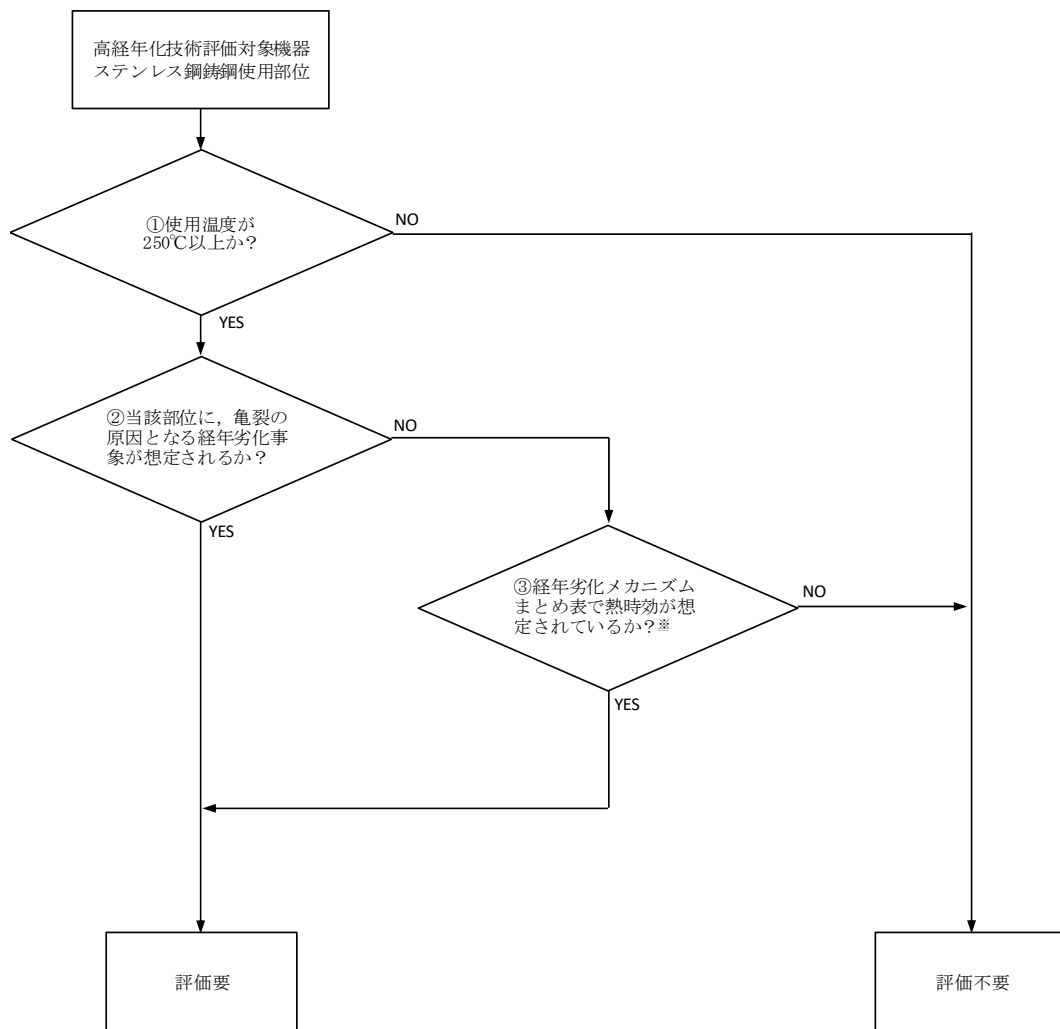 高経年化技術評価対象機器
ステンレス鋼鋳鋼使用部位
①使用温度が
250℃以上か？
NO
YES
②当該部位に，亀裂の
原因となる経年劣化事
象が想定されるか？
NO
YES
③経年劣化メカニズム
まとめ表で熱時効が想
定されているか？※
NO
YES
評価要
評価不要